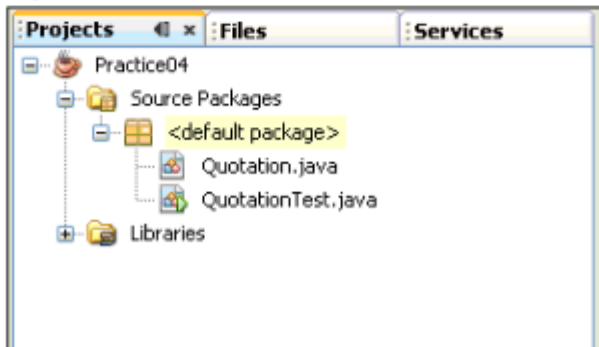 Projects Files Services
Practice04
Source Packages
<default package>
Quotation.java
QuotationTest.java
Libraries